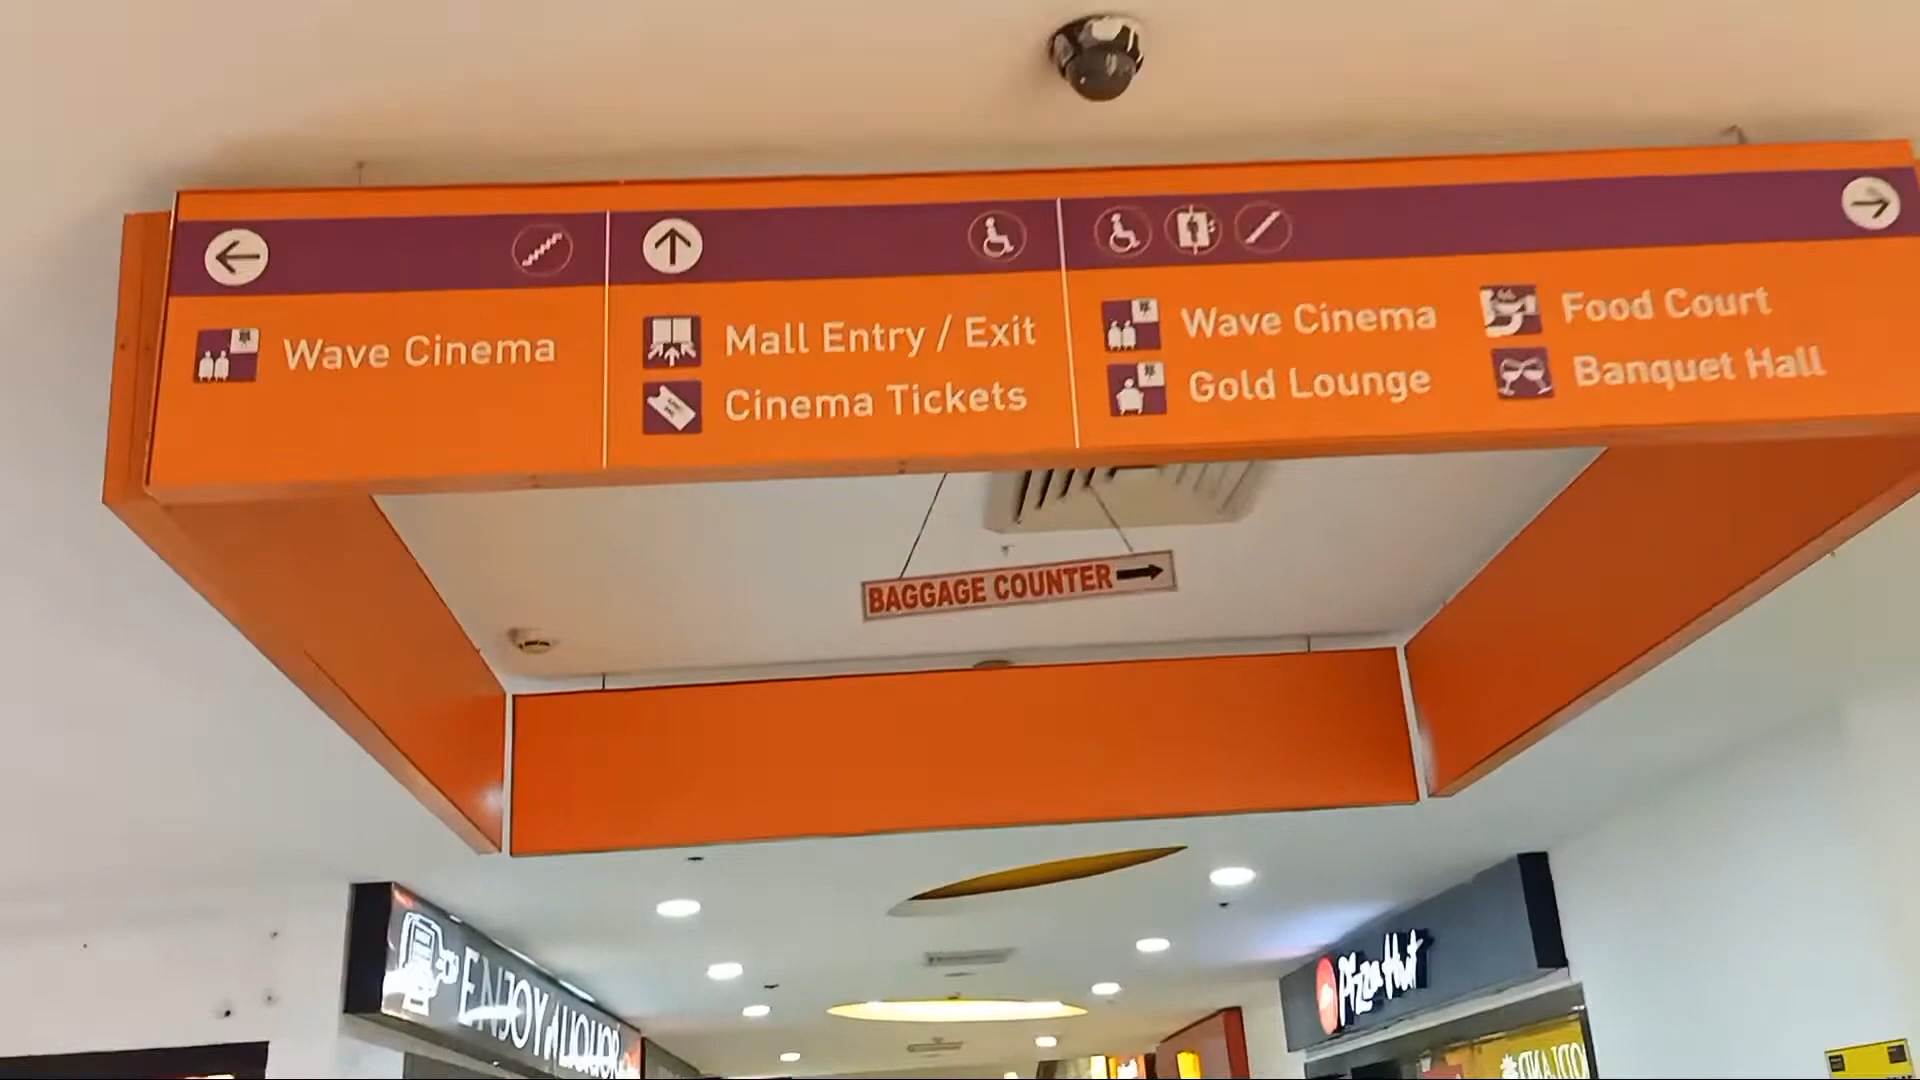 Wave Cinema
Mall Entry / Exit
Cinema Tickets
Wave Cinema
Gold Lounge
Food Court
Banquet Hall
BAGGAGE COUNTER
ENJOY
LIQUOR
Pizza Hut